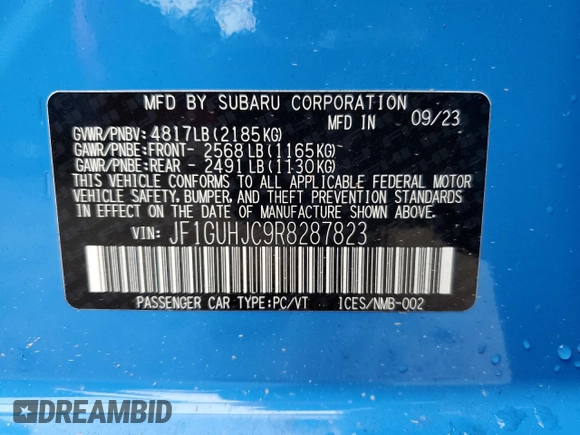 MFD BY SUBARU CORPORATION
MFD IN 09/23
GVWR/PNBV: 4817LB(2185KG)
GAWR/PNBE:FRONT- 2568LB(1165KG)
GAWR/PNBE:REAR - 2491LB(1130KG)
THIS VEHICLE CONFORMS TO ALL APPLICABLE FEDERAL MOTOR
VEHICLE SAFETY, BUMPER, AND THEFT PREVENTION STANDARDS
IN EFFECT ON THE DATE OF MANUFACTURE SHOWN ABOVE.
VIN: JF1GUHJC9R8287823
PASSENGER CAR TYPE:PC/VT ICES/NMB-002
DREAMBID